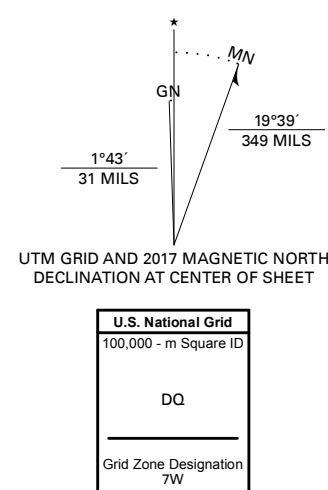 ★
MN
GN
19°39´
349 MILS
1°43´
31 MILS
UTM GRID AND 2017 MAGNETIC NORTH
DECLINATION AT CENTER OF SHEET
U.S. National Grid
100,000 - m Square ID
DQ
Grid Zone Designation
7W